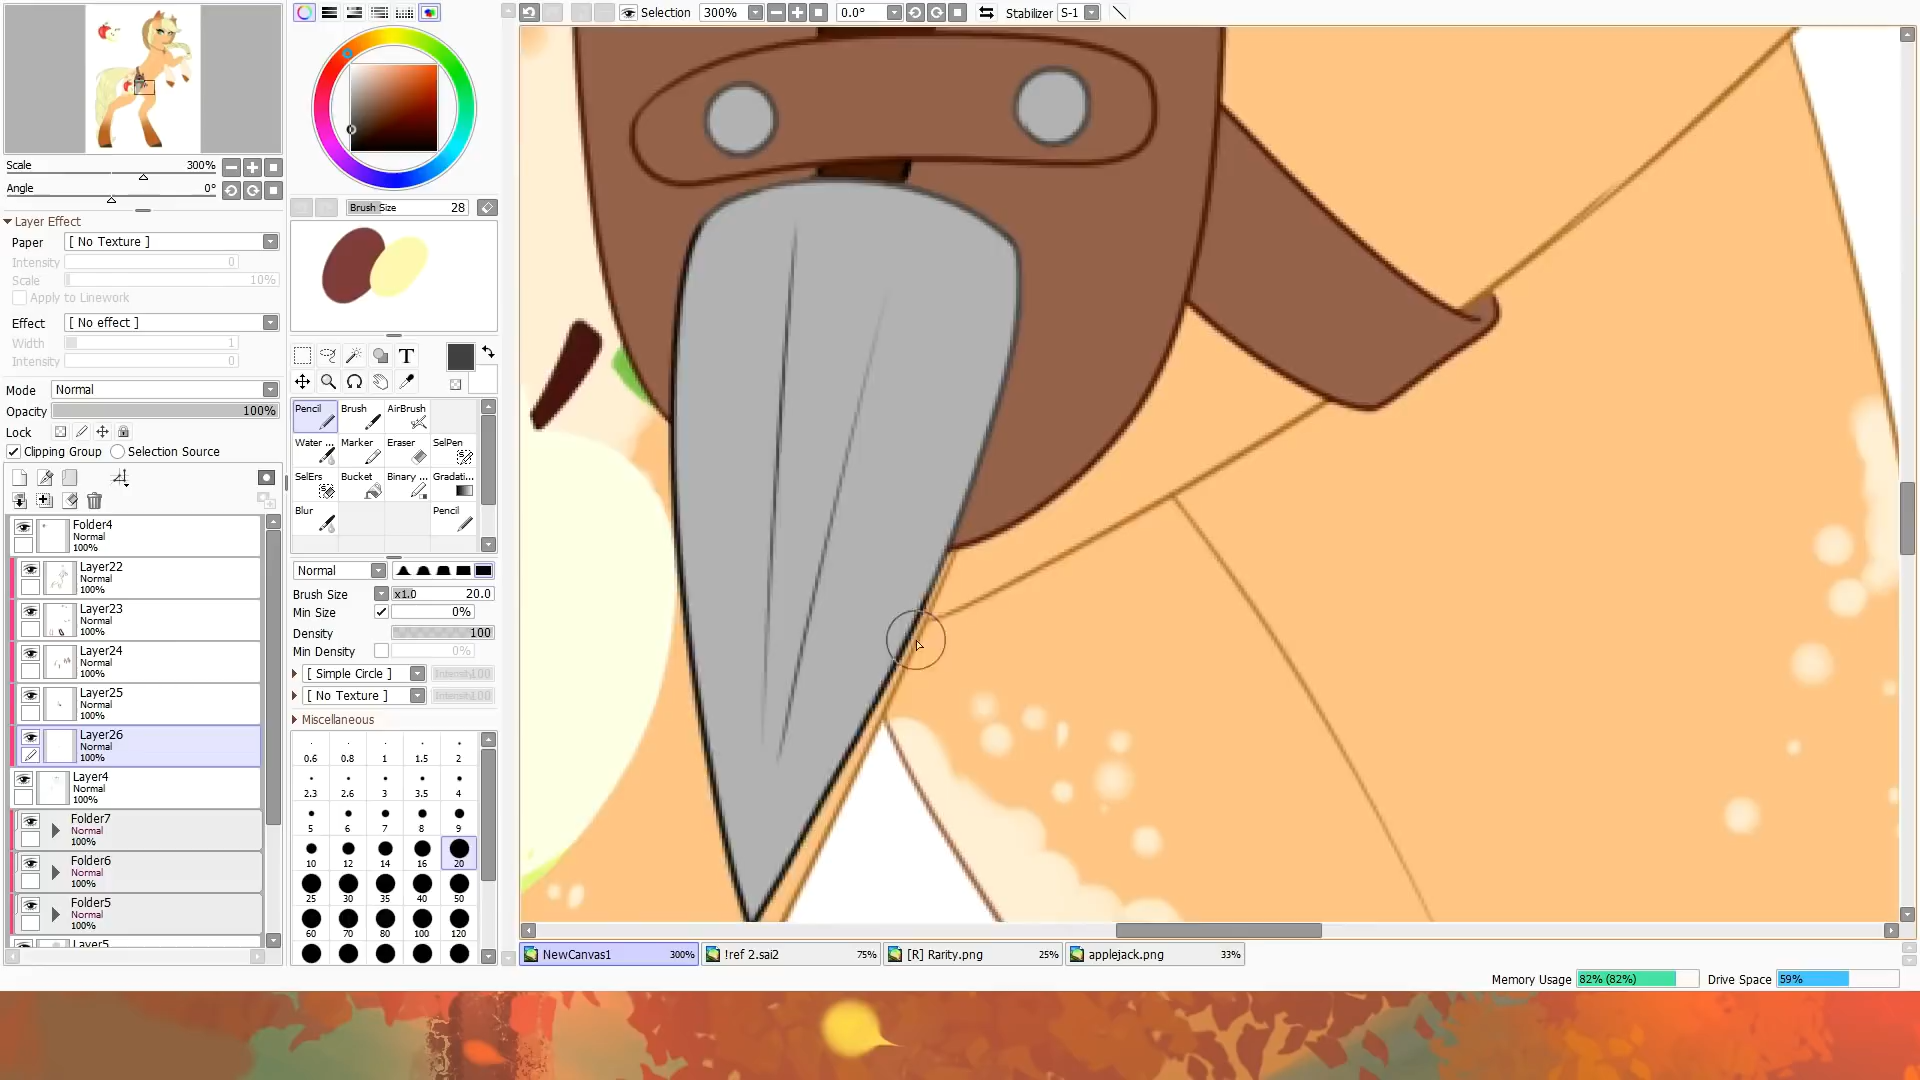 Selection 300% 0.0° Stabilizer S-1
Scale 300%
Angle 0°
Layer Effect
Paper [ No Texture ]
Intensity 0
Scale 10%
Apply to Linework
Effect [ No effect ]
Width 1
Intensity 0
Mode Normal
Opacity 100%
Lock
Clipping Group Selection Source
Folder4
Normal
100%
Layer22
Normal
100%
Layer23
Normal
100%
Layer24
Normal
100%
Layer25
Normal
100%
Layer26
Normal
100%
Layer4
Normal
100%
Folder7
Normal
100%
Folder6
Normal
100%
Folder5
Normal
100%
Layer5
Brush Size 28
T
Pencil Brush AirBrush
Water ... Marker Eraser SelPen
SelErs Bucket Binary ... Gradati...
Blur Pencil
Normal
Brush Size x1.0 20.0
Min Size 0%
Density 100
Min Density 0%
[ Simple Circle ] Intensity 100
[ No Texture ] Intensity 100
Miscellaneous
0.6 0.8 1 1.5 2
2.3 2.6 3 3.5 4
5 6 7 8 9
10 12 14 16 20
25 30 35 40 50
60 70 80 100 120
NewCanvas1 300% !ref 2.sai2 75% [R] Rarity.png 25% applejack.png 33%
Memory Usage 82% (82%) Drive Space 59%